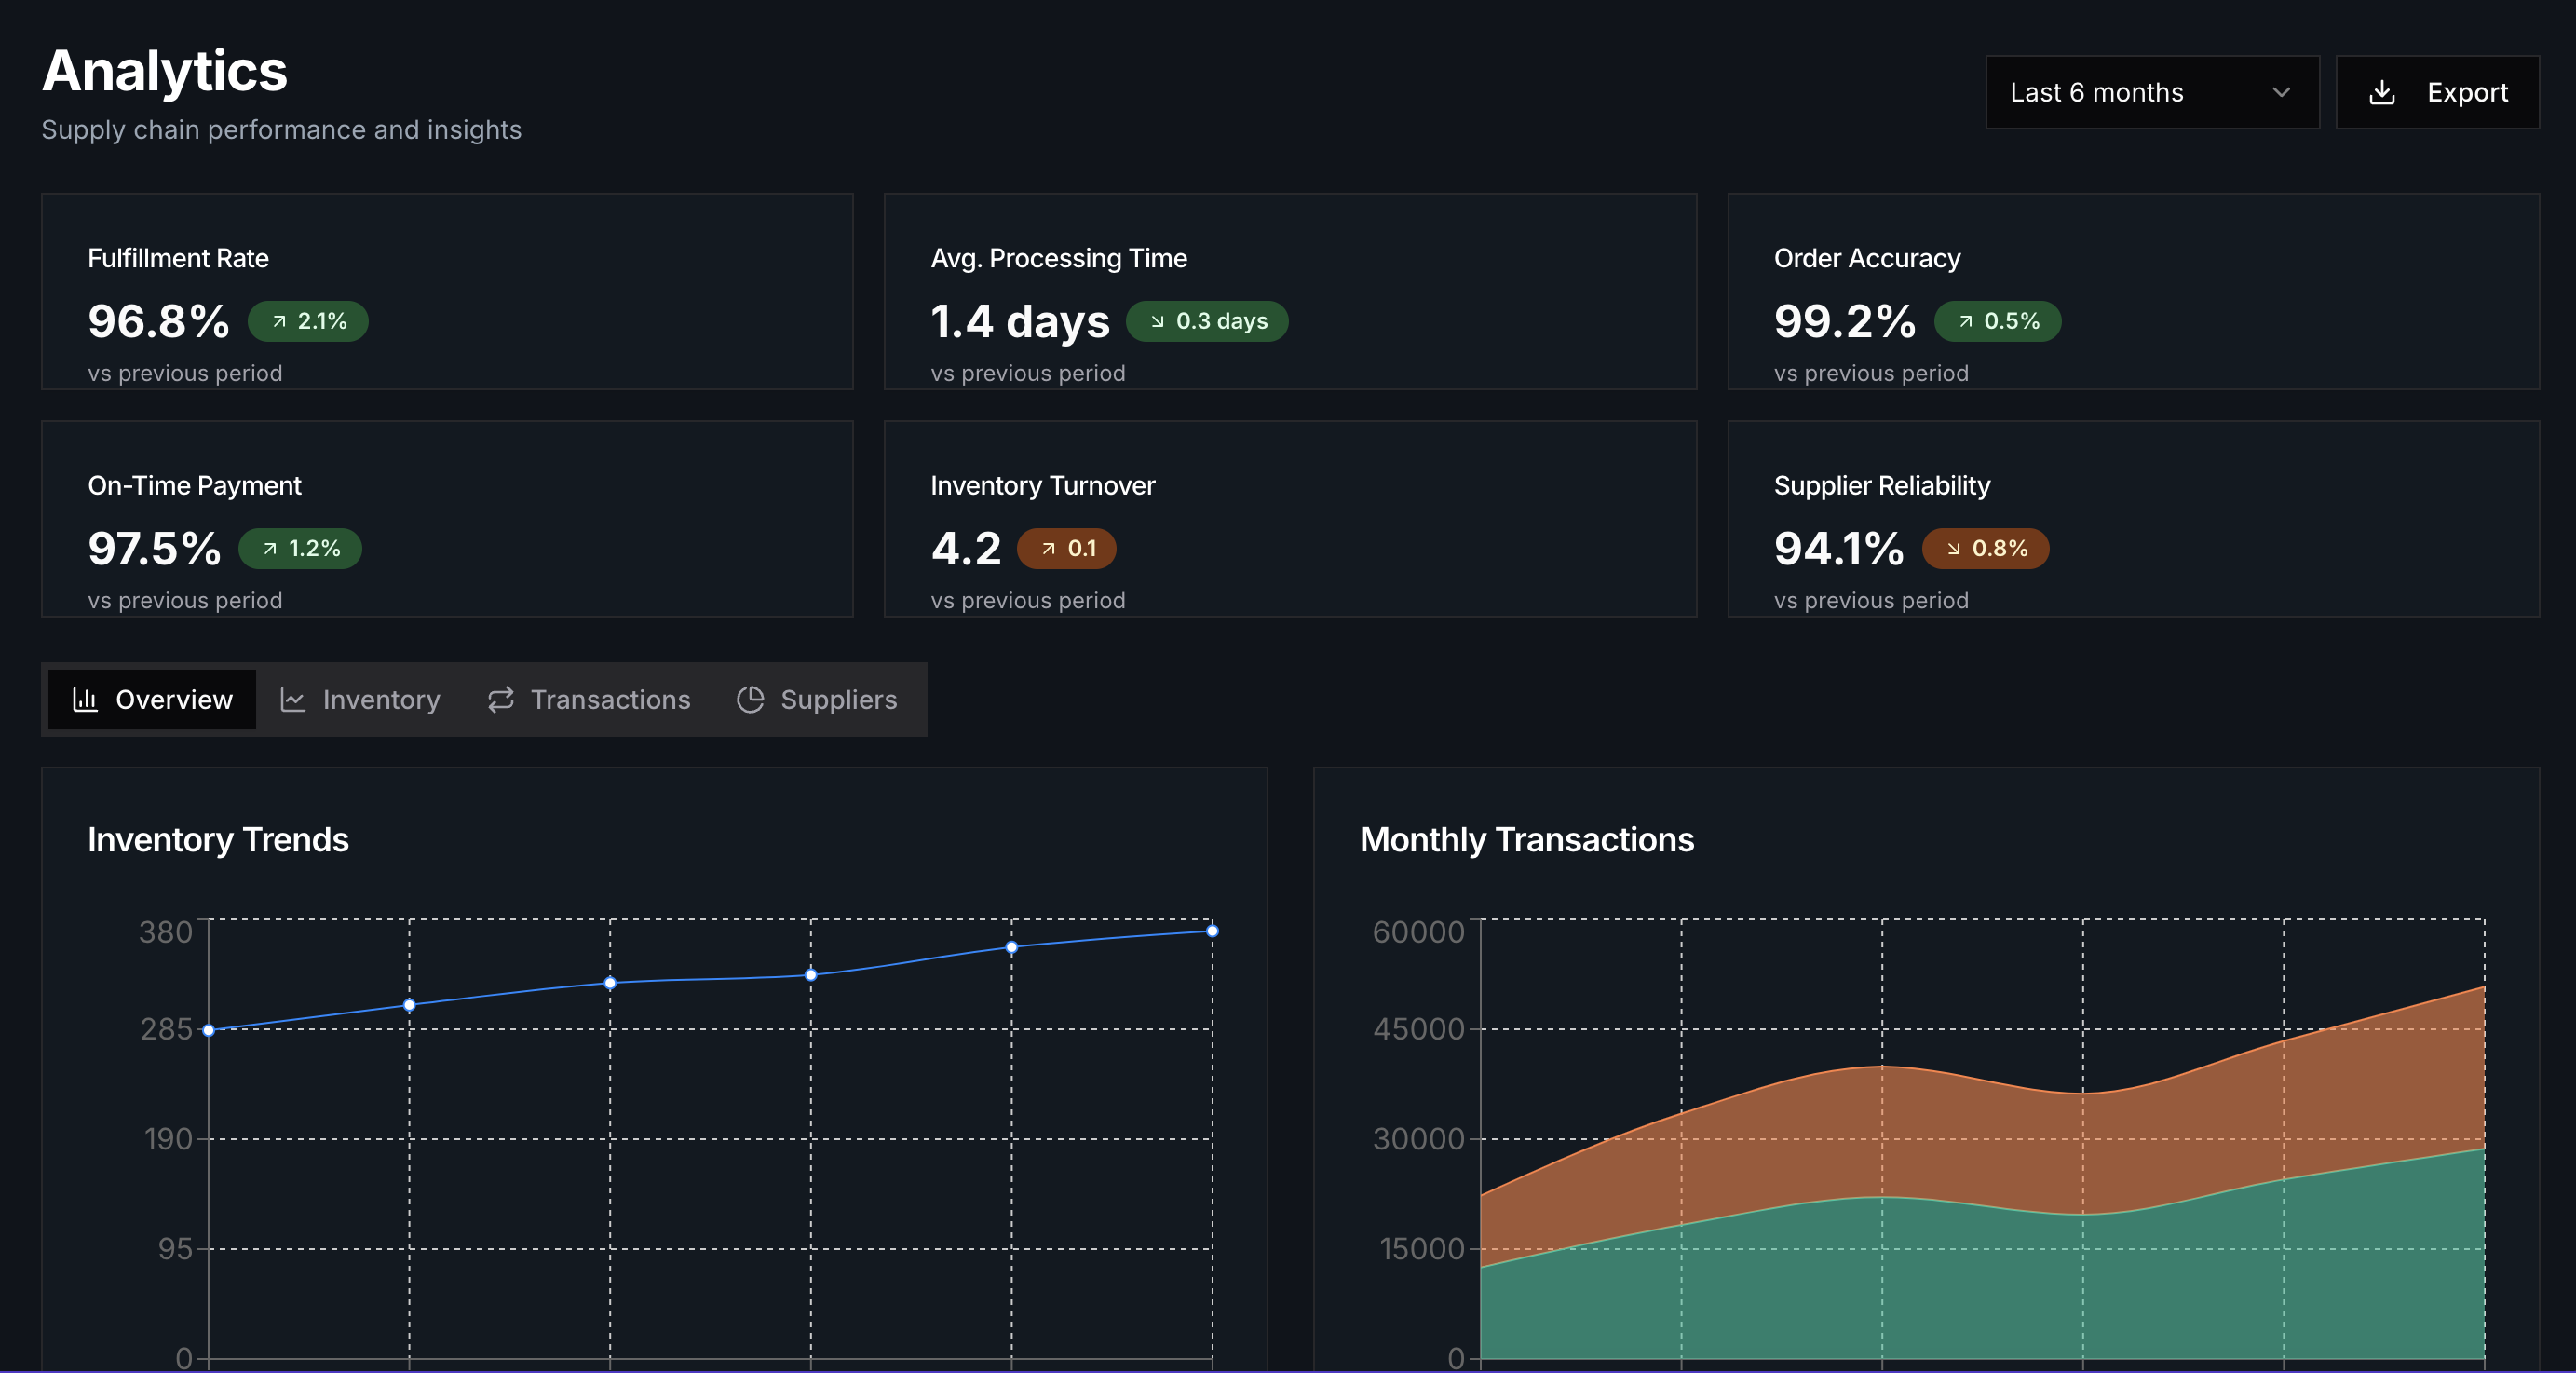 Analytics
Supply chain performance and insights
Last 6 months
Export
Fulfillment Rate
96.8% 2.1%
vs previous period
Avg. Processing Time
1.4 days 0.3 days
vs previous period
Order Accuracy
99.2% 0.5%
vs previous period
On-Time Payment
97.5% 1.2%
vs previous period
Inventory Turnover
4.2 0.1
vs previous period
Supplier Reliability
94.1% 0.8%
vs previous period
Overview Inventory Transactions Suppliers
Inventory Trends
380
285
190
95
0
Monthly Transactions
60000
45000
30000
15000
0